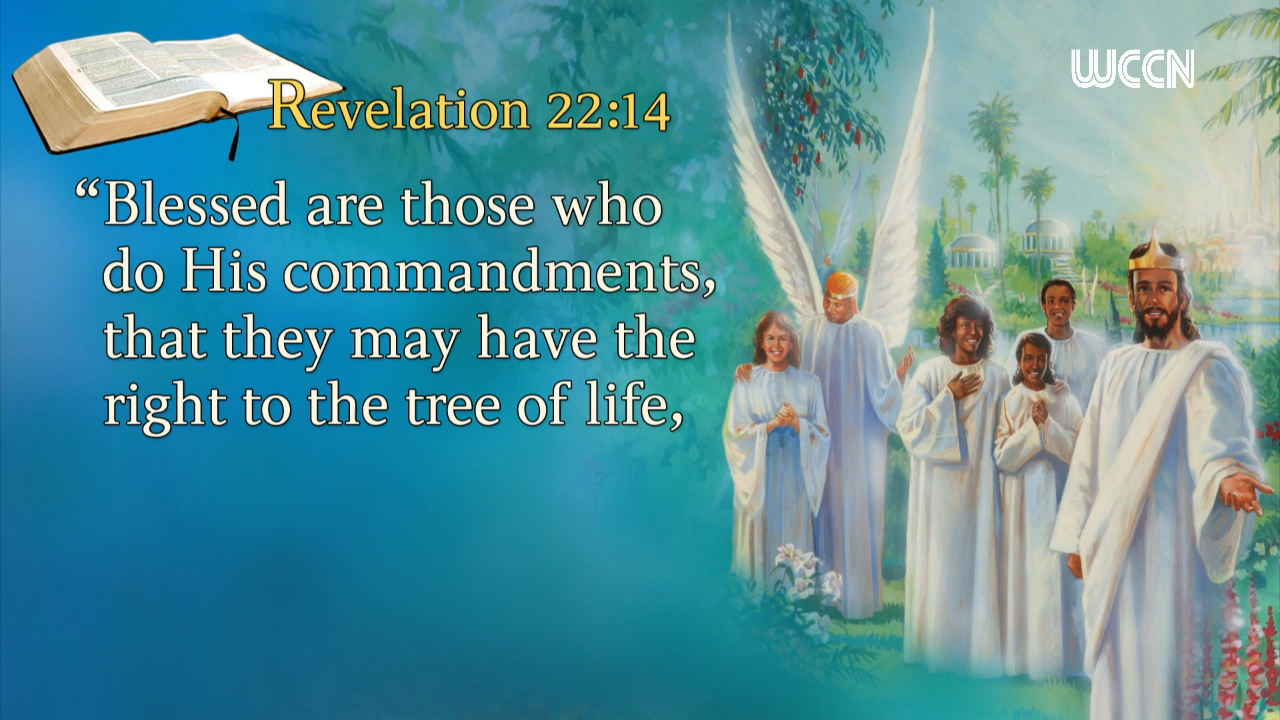 WCCN
Revelation 22:14
“Blessed are those who
do His commandments,
that they may have the
right to the tree of life,